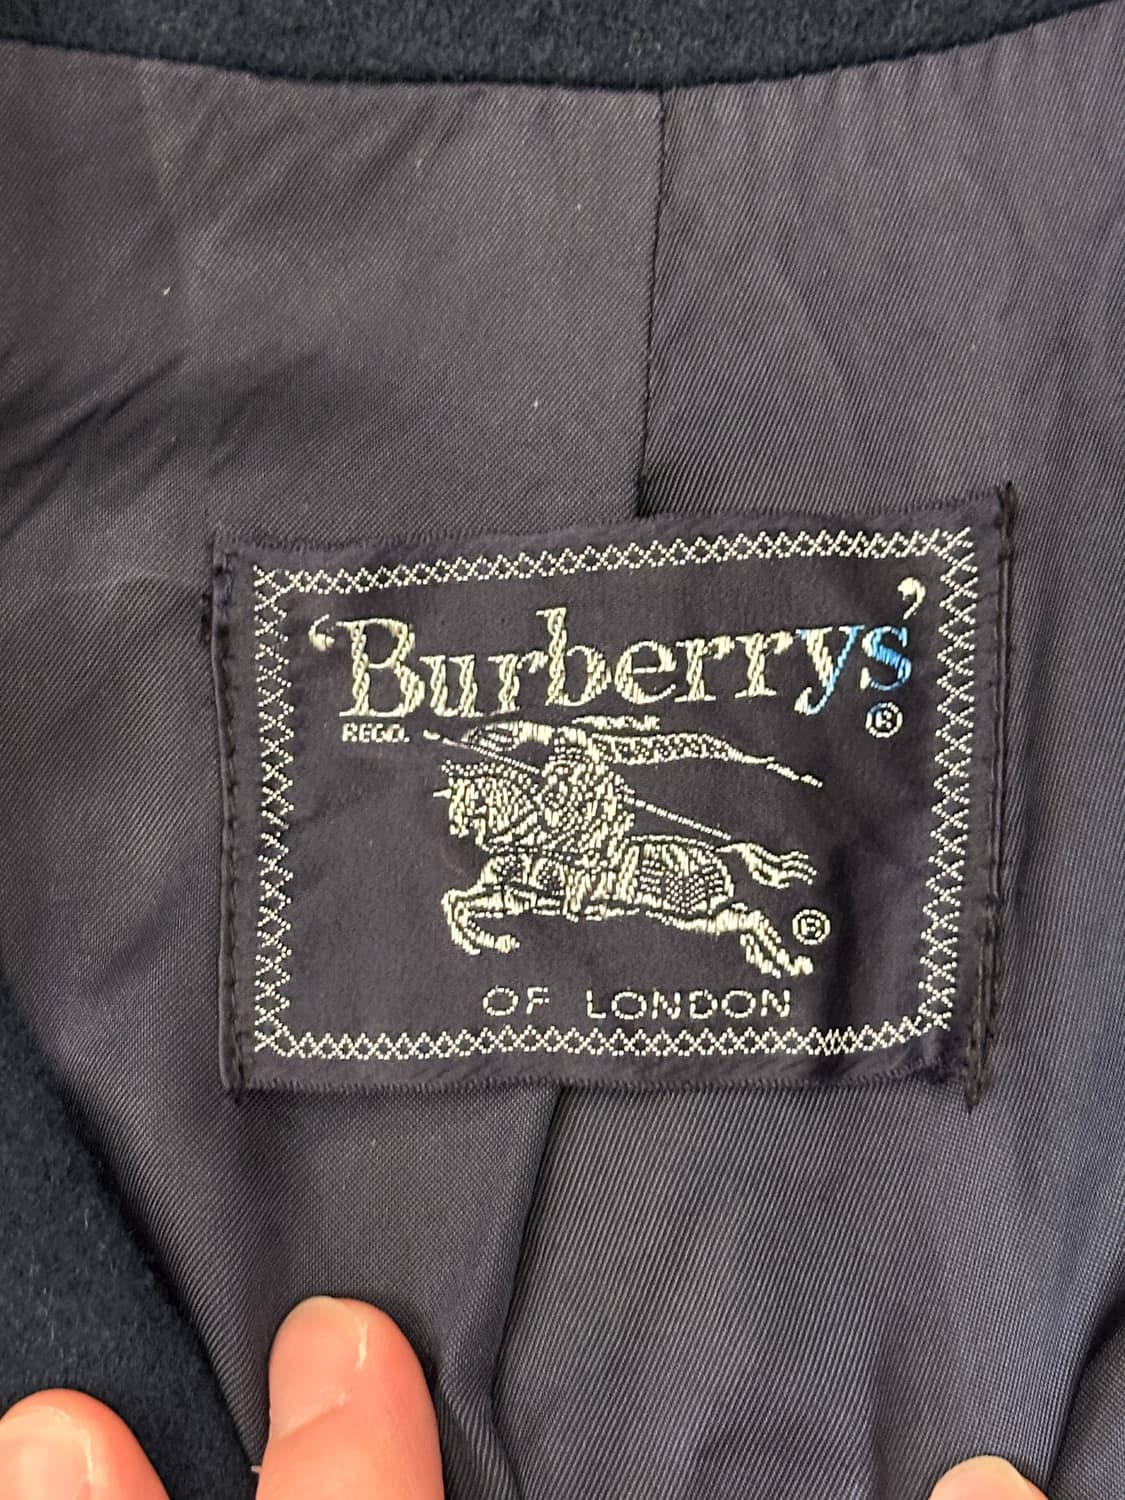 ‘Burberrys’
REGD. ®
®
OF LONDON